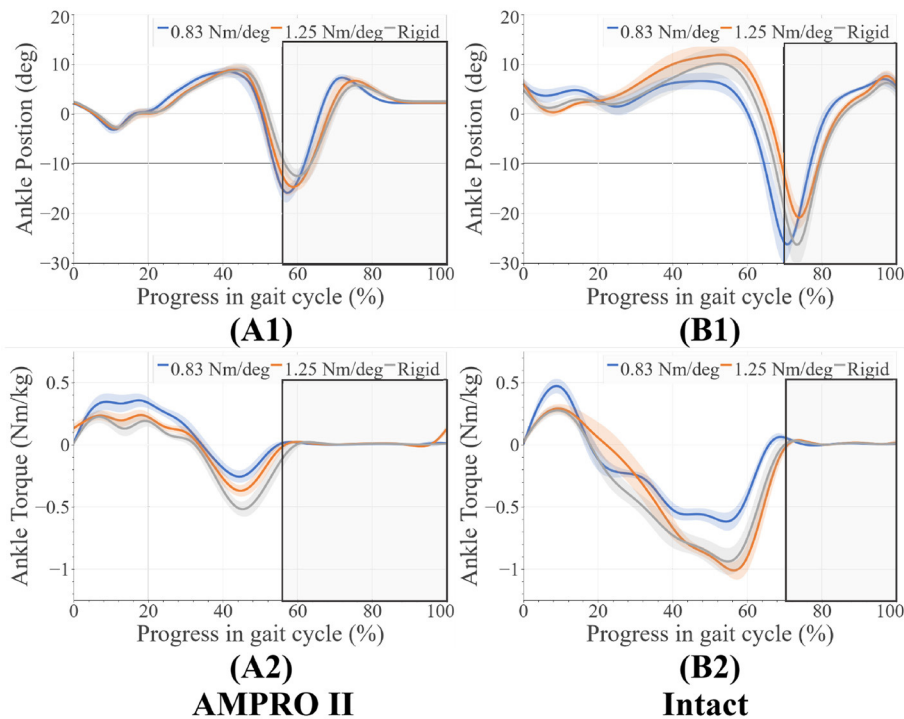 0.83 Nm/deg 1.25 Nm/deg Rigid
20
10
0
−10
−20
−30
Ankle Postion (deg)
0 20 40 60 80 100
Progress in gait cycle (%)
(A1)
0.83 Nm/deg 1.25 Nm/deg Rigid
20
10
0
−10
−20
−30
Ankle Position (deg)
0 20 40 60 80 100
Progress in gait cycle (%)
(B1)
0.83 Nm/deg 1.25 Nm/deg Rigid
0.5
0
−0.5
−1
Ankle Torque (Nm/kg)
0 20 40 60 80 100
Progress in gait cycle (%)
(A2)
AMPRO II
0.83 Nm/deg 1.25 Nm/deg Rigid
0.5
0
−0.5
−1
Ankle Torque (Nm/kg)
0 20 40 60 80 100
Progress in gait cycle (%)
(B2)
Intact